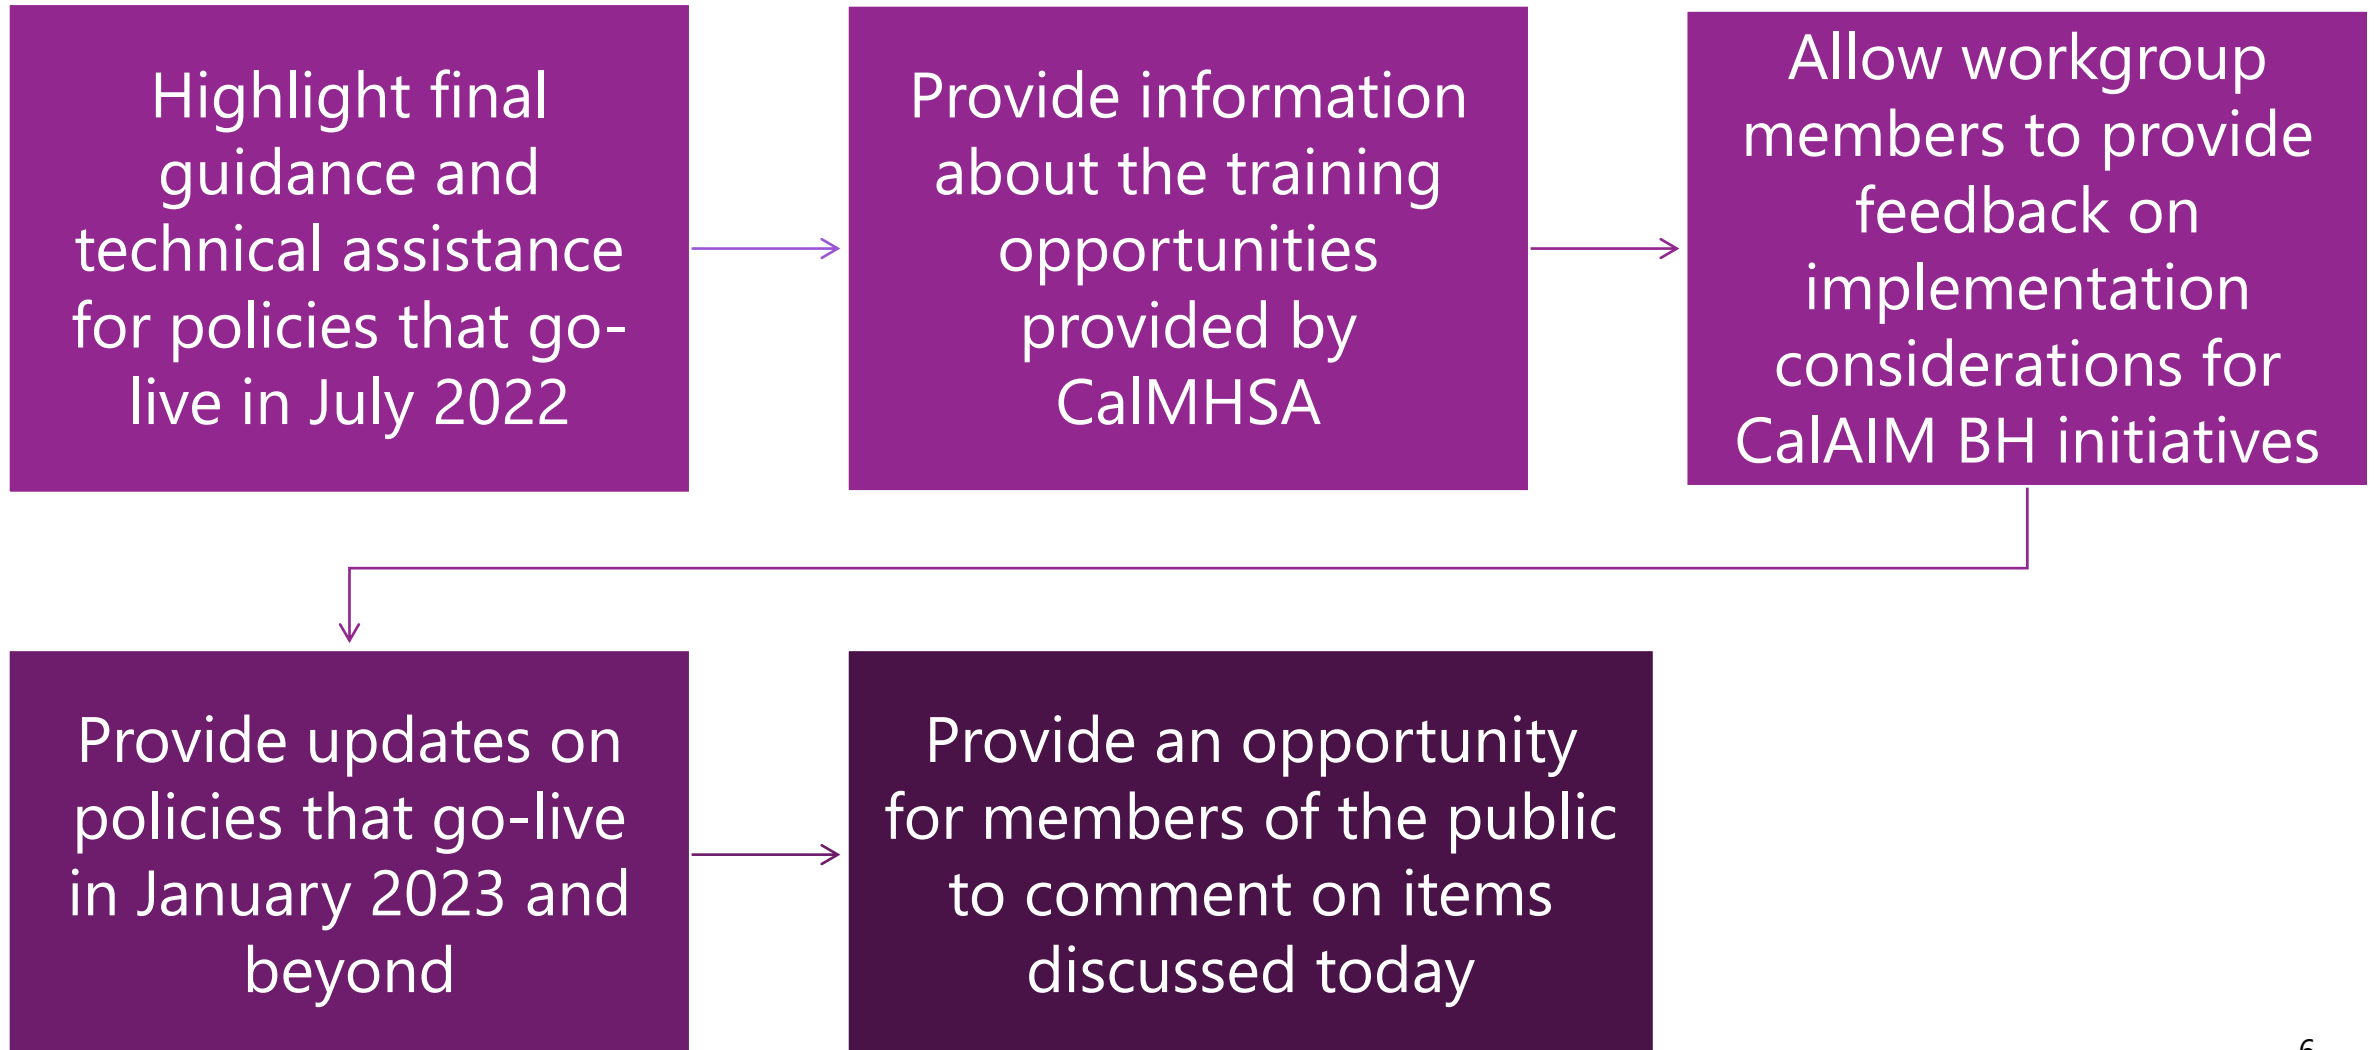 Highlight final
guidance and
technical assistance
for policies that go-
live in July 2022
Provide information
about the training
opportunities
provided by
CalMHSA
Allow workgroup
members to provide
feedback on
implementation
considerations for
CalAIM BH initiatives
Provide updates on
policies that go-live
in January 2023 and
beyond
Provide an opportunity
for members of the public
to comment on items
discussed today
6